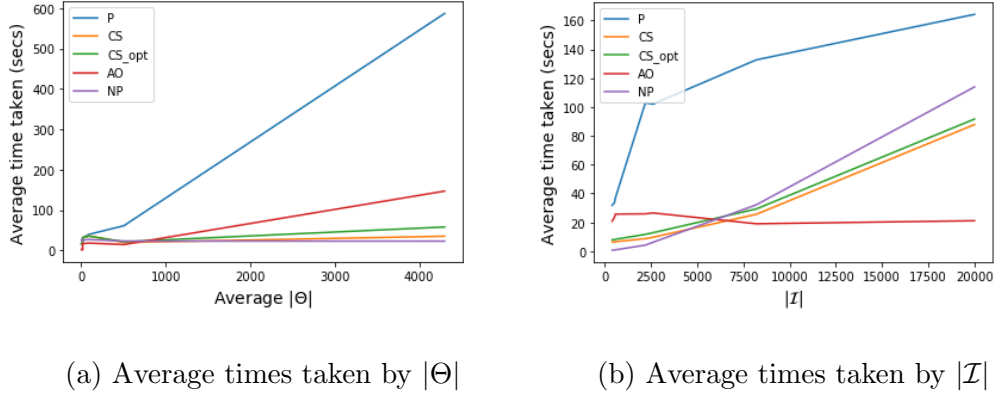 600
500
400
300
200
100
0
Average time taken (secs)
P
CS
CS_opt
AO
NP
0 1000 2000 3000 4000
Average |Θ|
160
140
120
100
80
60
40
20
0
Average time taken (secs)
P
CS
CS_opt
AO
NP
0 2500 5000 7500 10000 12500 15000 17500 20000
|ℐ|
(a) Average times taken by |Θ|
(b) Average times taken by |ℐ|